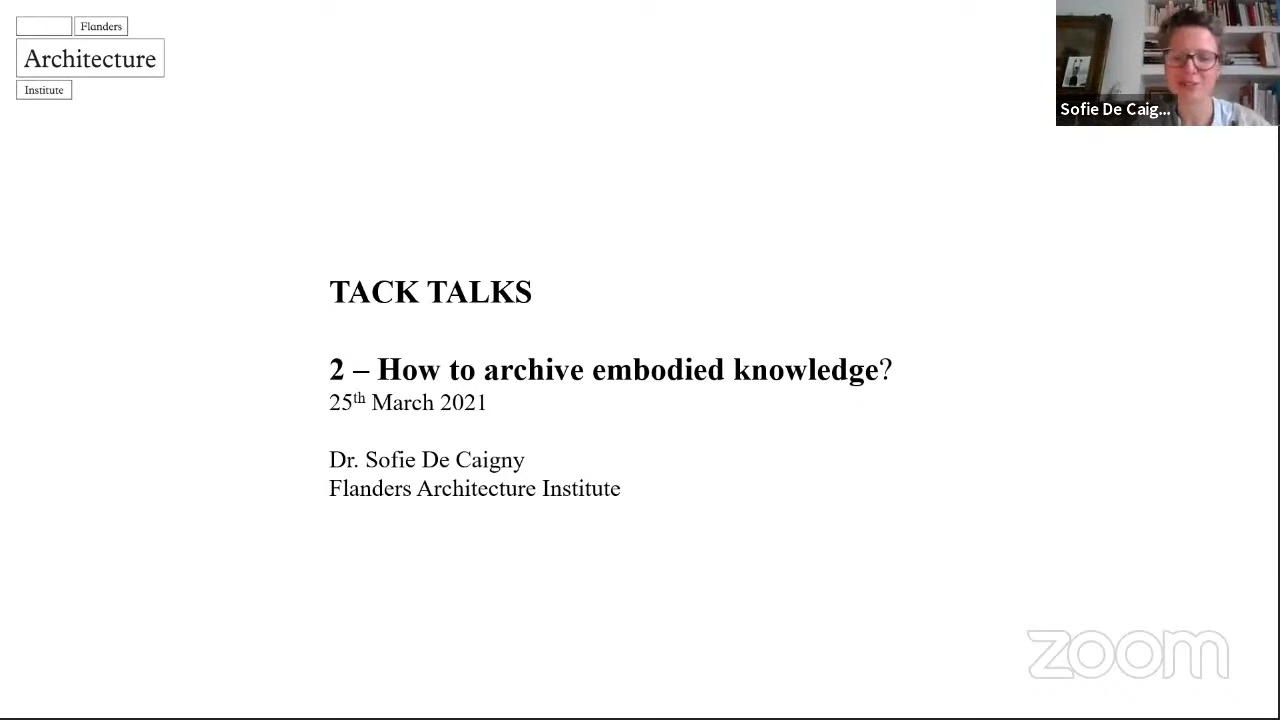 Flanders
Architecture
Institute
Sofie De Caig...
TACK TALKS
2 – How to archive embodied knowledge?
25th March 2021
Dr. Sofie De Caigny
Flanders Architecture Institute
zoom